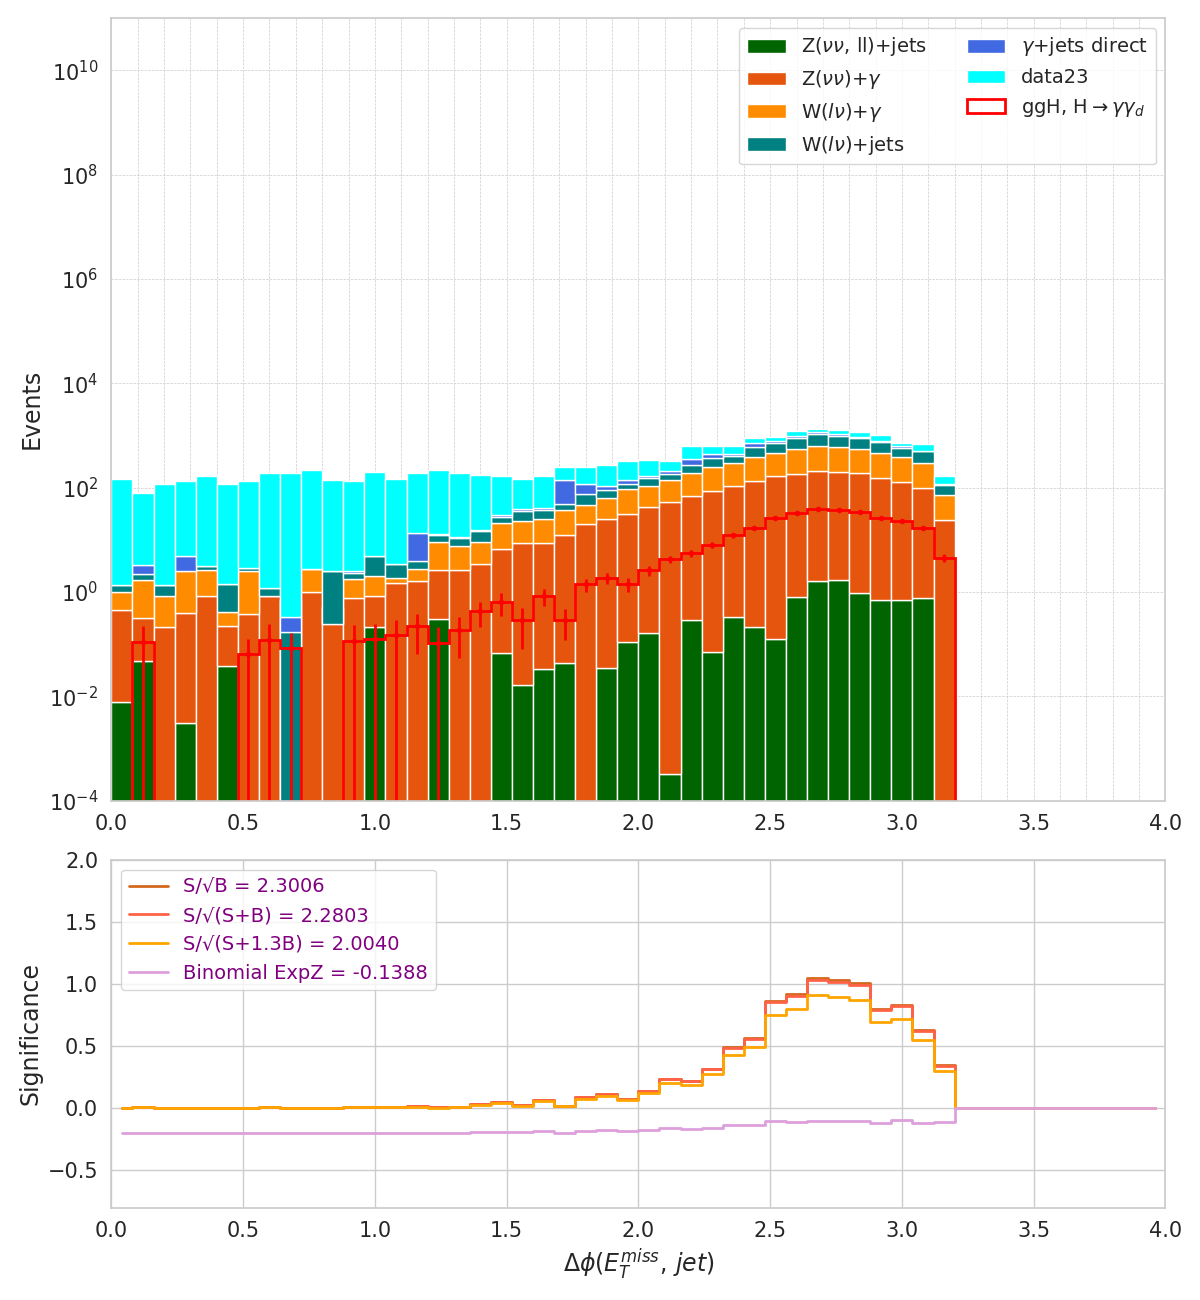 Z(νν, ll)+jets
Z(νν)+γ
W(lν)+γ
W(lν)+jets
γ+jets direct
data23
ggH, H→γγ_d
Events
10^10
10^8
10^6
10^4
10^2
10^0
10^−2
10^−4
0.0 0.5 1.0 1.5 2.0 2.5 3.0 3.5 4.0
S/√B = 2.3006
S/√(S+B) = 2.2803
S/√(S+1.3B) = 2.0040
Binomial ExpZ = -0.1388
Significance
2.0
1.5
1.0
0.5
0.0
−0.5
0.0 0.5 1.0 1.5 2.0 2.5 3.0 3.5 4.0
Δϕ(E_T^miss, jet)